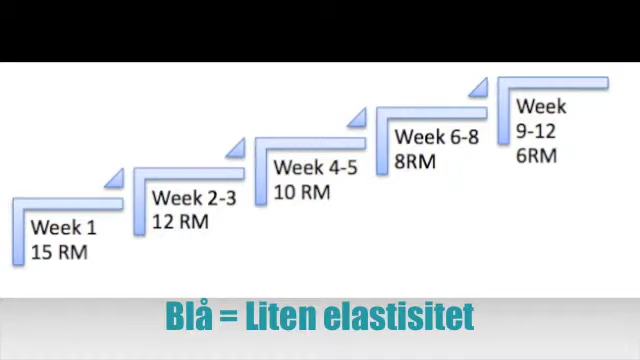 Week 1
15 RM
Week 2-3
12 RM
Week 4-5
10 RM
Week 6-8
8RM
Week
9-12
6RM
Blå = Liten elastisitet